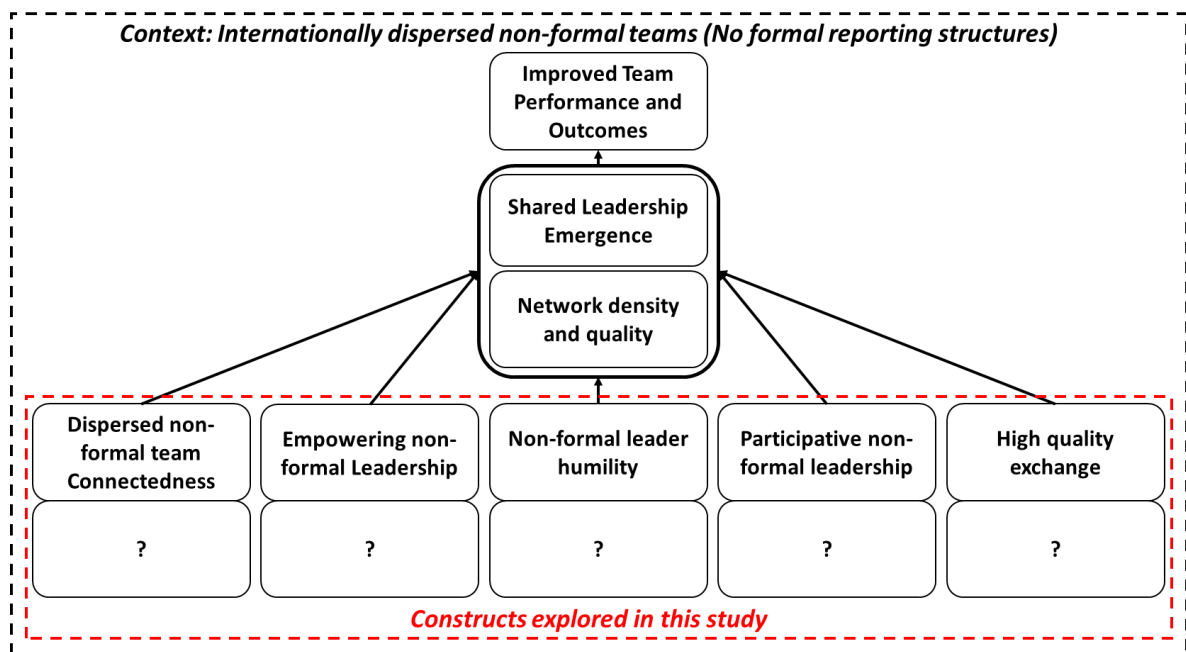 Context: Internationally dispersed non-formal teams (No formal reporting structures)
Improved Team
Performance and
Outcomes
Shared Leadership
Emergence
Network density
and quality
Dispersed non-
formal team
Connectedness
Empowering non-
formal Leadership
Non-formal leader
humility
Participative non-
formal leadership
High quality
exchange
?
?
?
?
?
Constructs explored in this study